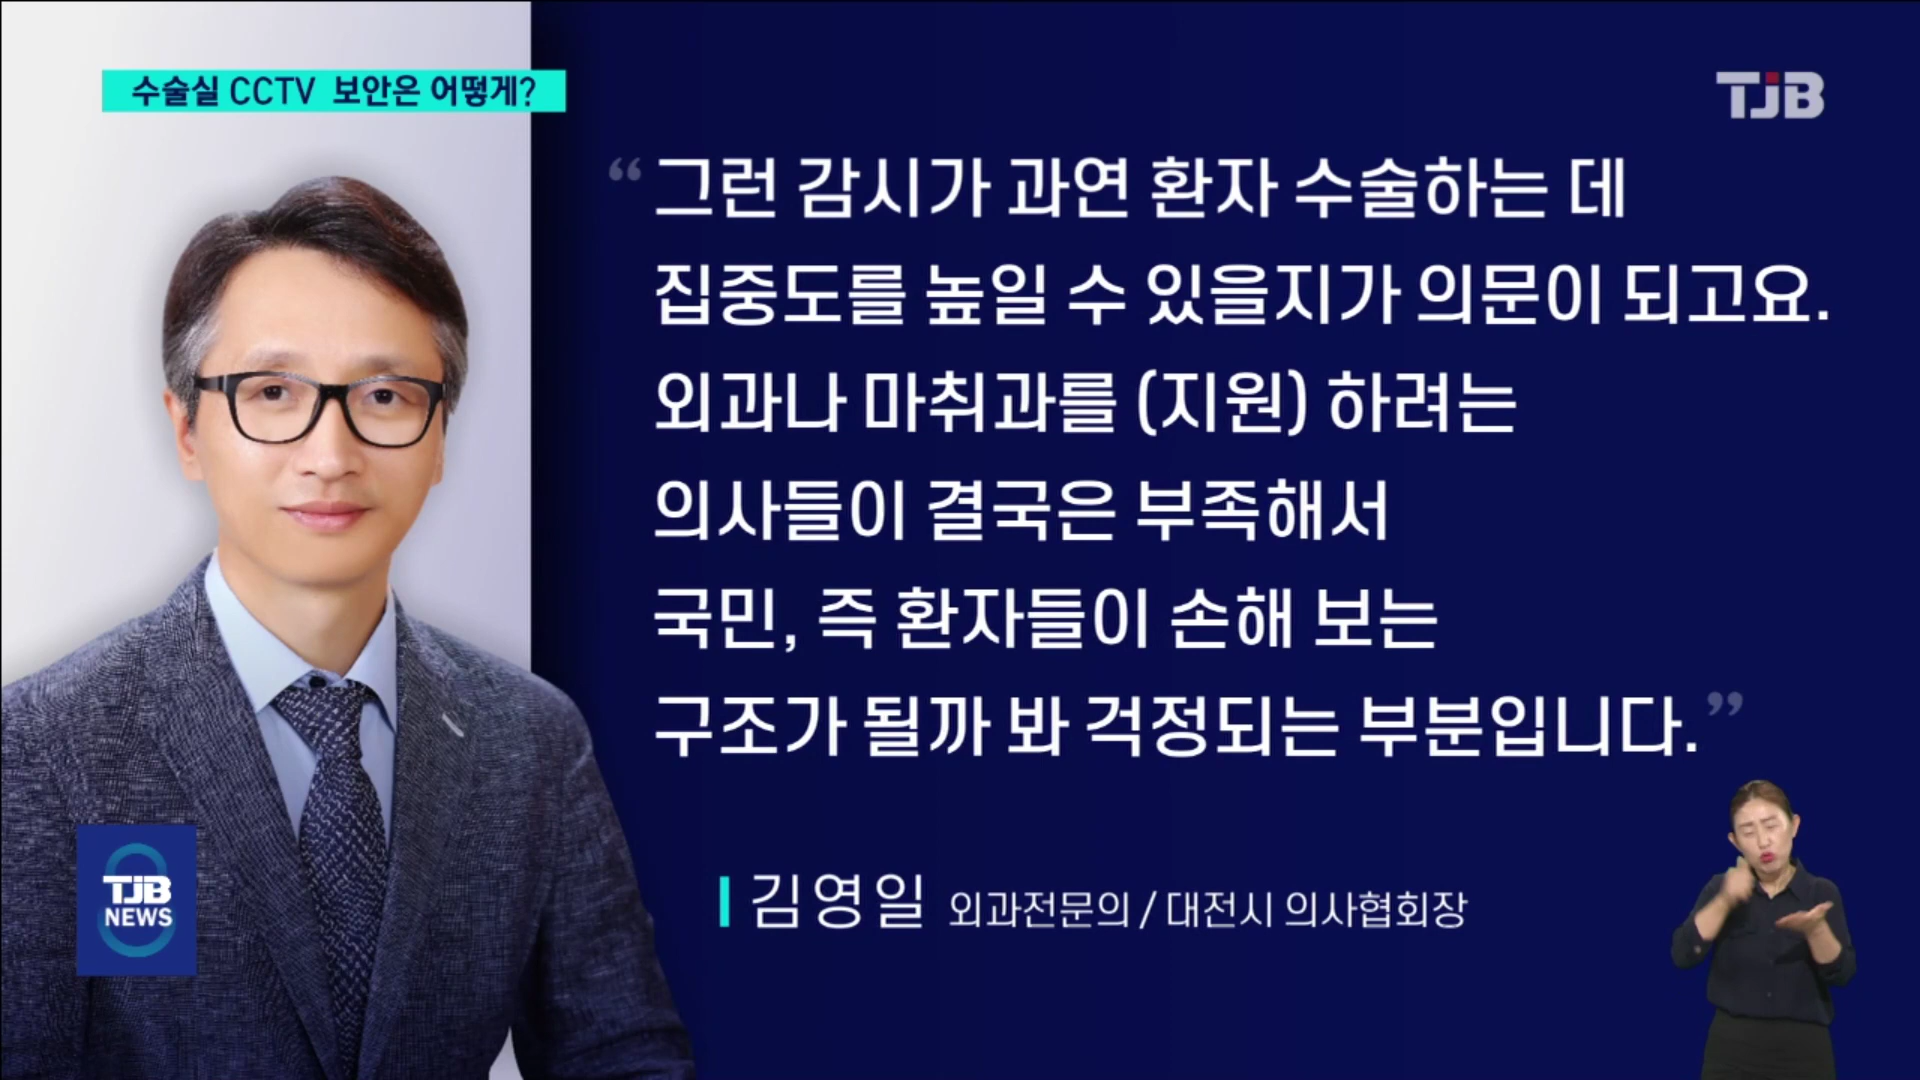 수술실 CCTV 보안은 어떻게?
TJB
“그런 감시가 과연 환자 수술하는 데
집중도를 높일 수 있을지가 의문이 되고요.
외과나 마취과를 (지원) 하려는
의사들이 결국은 부족해서
국민, 즉 환자들이 손해 보는
구조가 될까 봐 걱정되는 부분입니다.”
김영일 외과전문의 / 대전시 의사협회장
8
TJB
NEWS